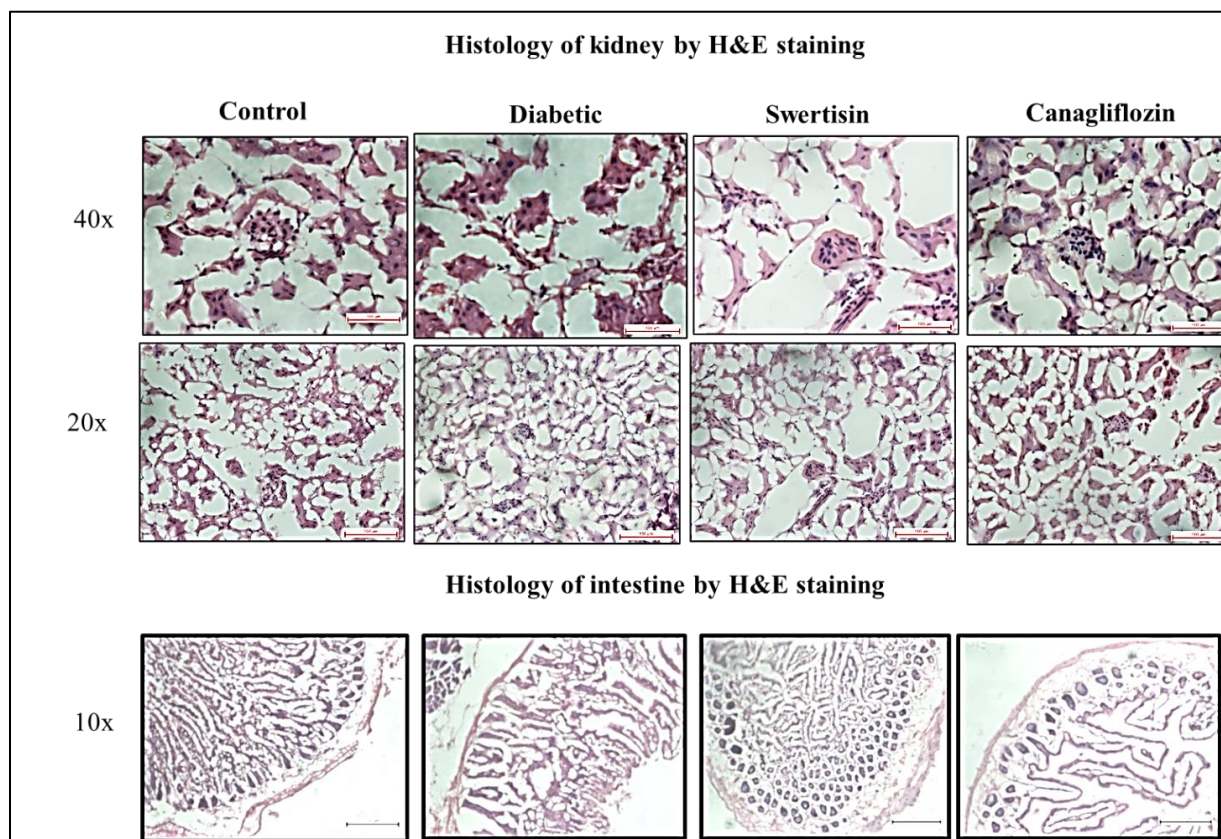 Histology of kidney by H&E staining
Control Diabetic Swertisin Canagliflozin
40x
20x
Histology of intestine by H&E staining
10x